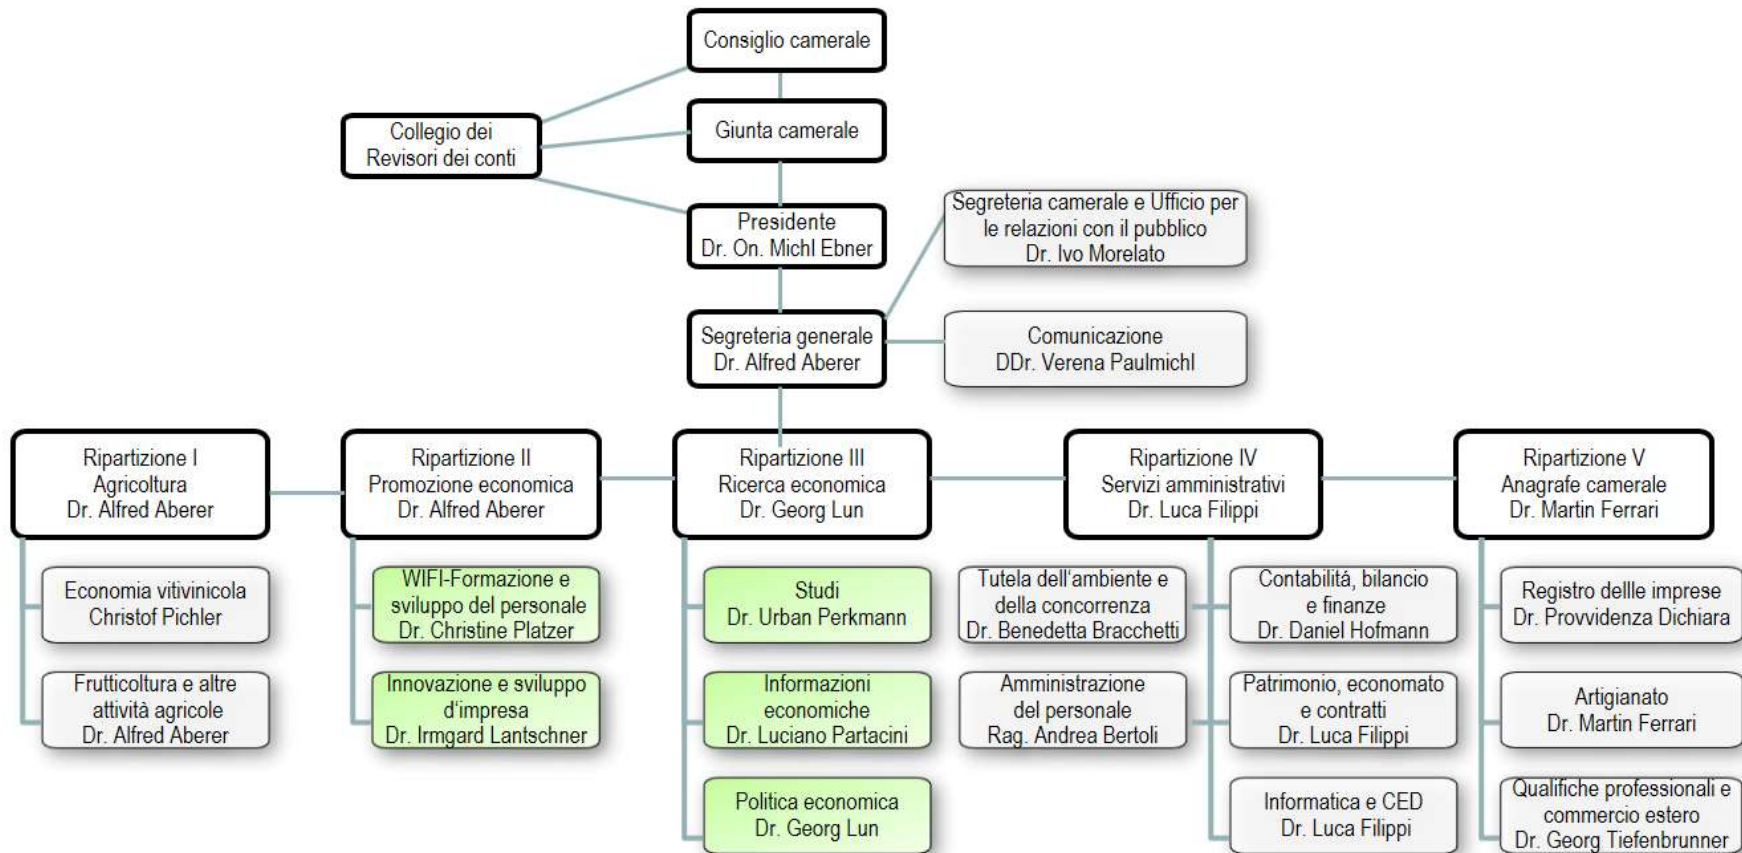 Consiglio camerale
Collegio dei
Revisori dei conti
Giunta camerale
Presidente
Dr. On. Michl Ebner
Segreteria camerale e Ufficio per
le relazioni con il pubblico
Dr. Ivo Morelato
Segreteria generale
Dr. Alfred Aberer
Comunicazione
DDr. Verena Paulmichl
Ripartizione I
Agricoltura
Dr. Alfred Aberer
Ripartizione II
Promozione economica
Dr. Alfred Aberer
Ripartizione III
Ricerca economica
Dr. Georg Lun
Ripartizione IV
Servizi amministrativi
Dr. Luca Filippi
Ripartizione V
Anagrafe camerale
Dr. Martin Ferrari
Economia vitivinicola
Christof Pichler
WIFI-Formazione e
sviluppo del personale
Dr. Christine Platzer
Studi
Dr. Urban Perkmann
Tutela dell‘ambiente e
della concorrenza
Dr. Benedetta Bracchetti
Contabilitá, bilancio
e finanze
Dr. Daniel Hofmann
Registro dellle imprese
Dr. Provvidenza Dichiara
Frutticoltura e altre
attività agricole
Dr. Alfred Aberer
Innovazione e sviluppo
d‘impresa
Dr. Irmgard Lantschner
Informazioni
economiche
Dr. Luciano Partacini
Amministrazione
del personale
Rag. Andrea Bertoli
Patrimonio, economato
e contratti
Dr. Luca Filippi
Artigianato
Dr. Martin Ferrari
Politica economica
Dr. Georg Lun
Informatica e CED
Dr. Luca Filippi
Qualifiche professionali e
commercio estero
Dr. Georg Tiefenbrunner